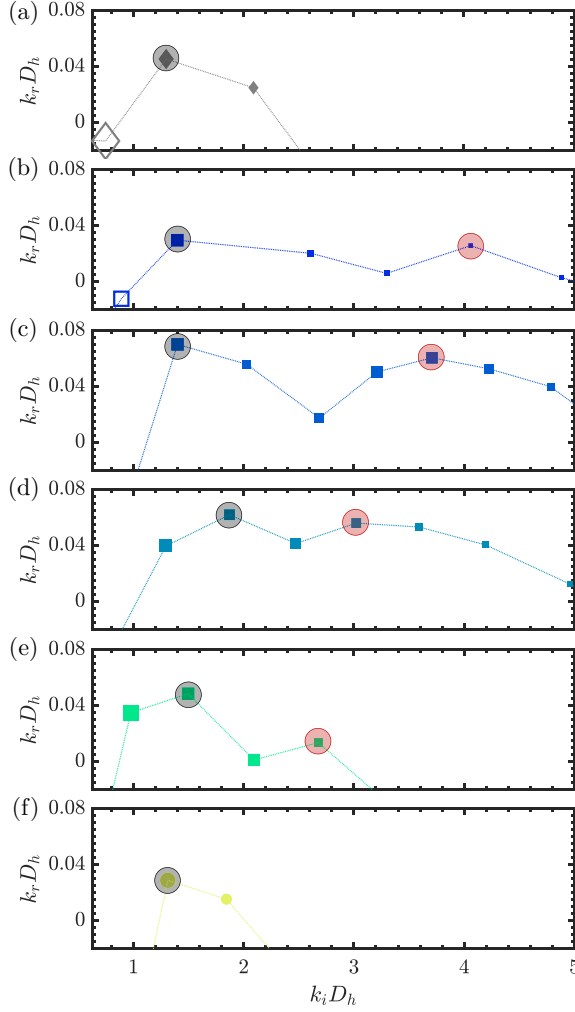 (a)
0.08
0.04
0
k_r D_h
(b)
0.08
0.04
0
k_r D_h
(c)
0.08
0.04
0
k_r D_h
(d)
0.08
0.04
0
k_r D_h
(e)
0.08
0.04
0
k_r D_h
(f)
0.08
0.04
0
k_r D_h
1 2 3 4 5
k_i D_h